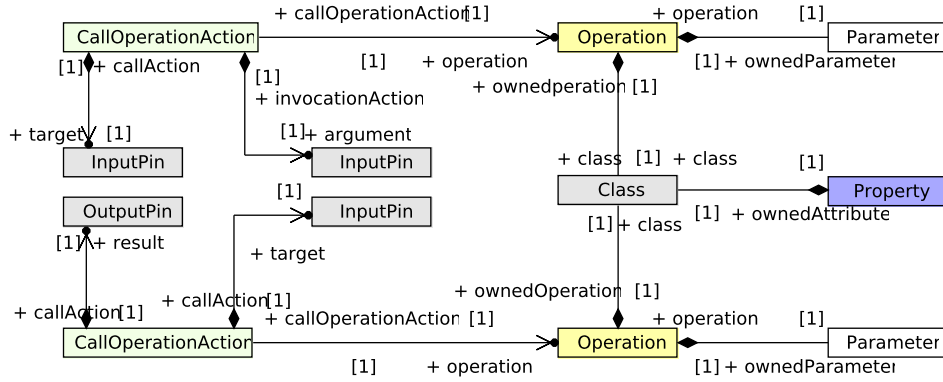 + callOperationAction [1] + operation [1]
CallOperationAction Operation Parameter
[1] + callAction [1] + operation [1] + ownedParameter
[1] + ownedperation [1]
+ invocationAction
+ target [1] [1] + argument
InputPin InputPin + class [1] + class [1]
Class Property
OutputPin [1] InputPin [1] + class [1] + ownedAttribute
[1] + result + target
+ callAction [1] + callAction [1] + ownedOperation [1]
+ callOperationAction [1] + operation [1]
CallOperationAction Operation Parameter
[1] + operation [1] + ownedParameter